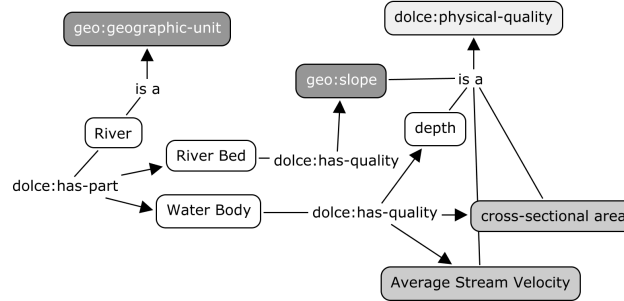 dolce:physical-quality
geo:geographic-unit
geo:slope
is a
is a
depth
River
River Bed
dolce:has-quality
dolce:has-part
Water Body
dolce:has-quality
cross-sectional area
Average Stream Velocity